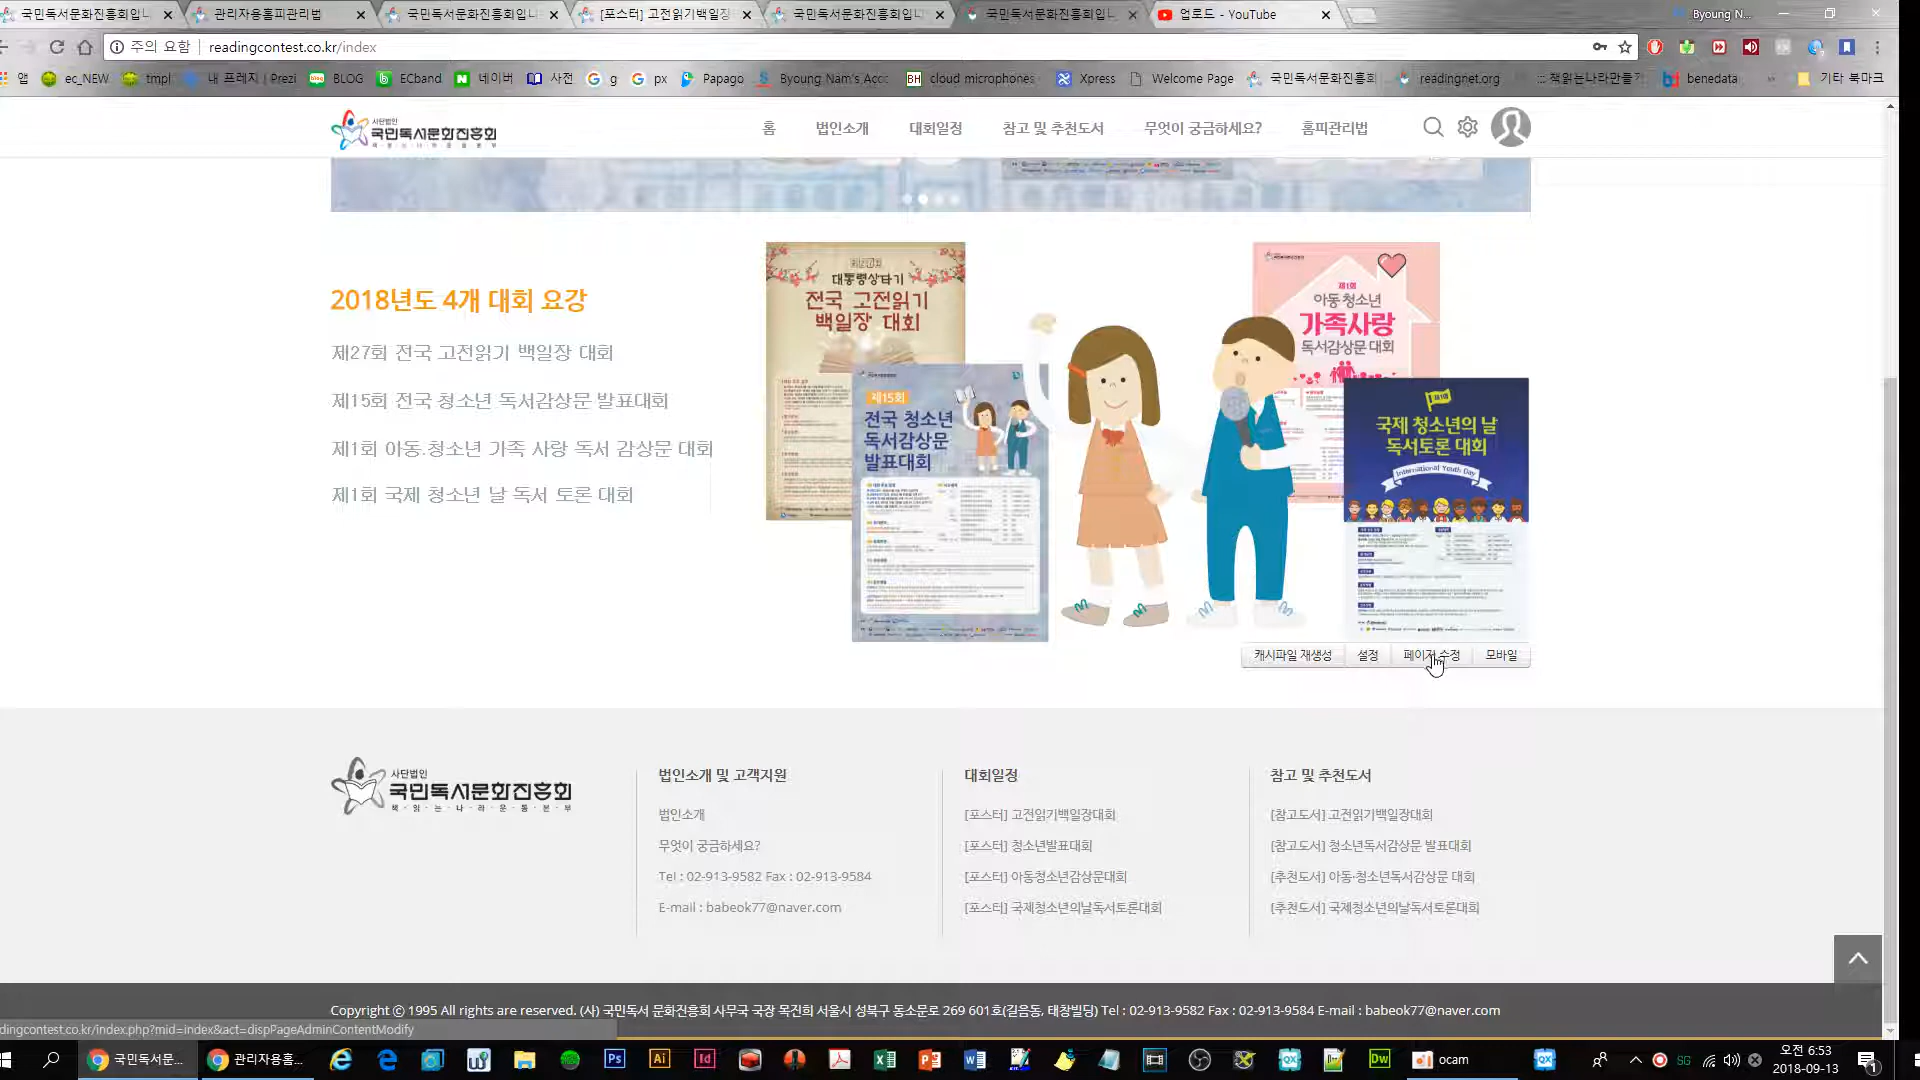 국민독서문화진흥회입니
관리자용홈피관리법
국민독서문화진흥회입니
[포스터] 고전읽기백일장
국민독서문화진흥회입니
국민독서문화진흥회입니
업로드 - YouTube
Byoung N...
주의 요함
readingcontest.co.kr/index
앱
ec_NEW
tmpl
내 프레지 | Prezi
BLOG
ECband
네이버
사전
g
px
Papago
Byoung Nam's Acc
cloud microphones
Xpress
Welcome Page
국민독서문화진흥회
readingnet.org
::: 책읽는나라만들기
benedata
»
기타 북마크
사단법인
국민독서문화진흥회
책읽는나라운동본부
홈
법인소개
대회일정
참고 및 추천도서
무엇이 궁금하세요?
홈피관리법
2018년도 4개 대회 요강
제27회 전국 고전읽기 백일장 대회
제15회 전국 청소년 독서감상문 발표대회
제1회 아동.청소년 가족 사랑 독서 감상문 대회
제1회 국제 청소년 날 독서 토론 대회
대통령상타기
전국 고전읽기
백일장 대회
제15회
전국 청소년
독서감상문
발표대회
제1회
아동 청소년
가족사랑
독서감상문 대회
제1회
국제 청소년의 날
독서토론 대회
International Youth Day
캐시파일 재생성
설정
페이지 수정
모바일
사단법인
국민독서문화진흥회
책·읽·는·나·라·운·동·본·부
법인소개 및 고객지원
법인소개
무엇이 궁금하세요?
Tel : 02-913-9582 Fax : 02-913-9584
E-mail : babeok77@naver.com
대회일정
[포스터] 고전읽기백일장대회
[포스터] 청소년발표대회
[포스터] 아동청소년감상문대회
[포스터] 국제청소년의날독서토론대회
참고 및 추천도서
[참고도서] 고전읽기백일장대회
[참고도서] 청소년독서감상문 발표대회
[추천도서] 아동·청소년독서감상문 대회
[추천도서] 국제청소년의날독서토론대회
Copyright ⓒ 1995 All rights are reserved. (사) 국민독서 문화진흥회 사무국 국장 목진희 서울시 성북구 동소문로 269 601호(길음동, 태창빌딩) Tel : 02-913-9582 Fax : 02-913-9584 E-mail : babeok77@naver.com
dingcontest.co.kr/index.php?mid=index&act=dispPageAdminContentModify
국민독서문...
관리자용홈...
Ps
Ai
Id
Dw
ocam
SG
오전 6:53
2018-09-13
1